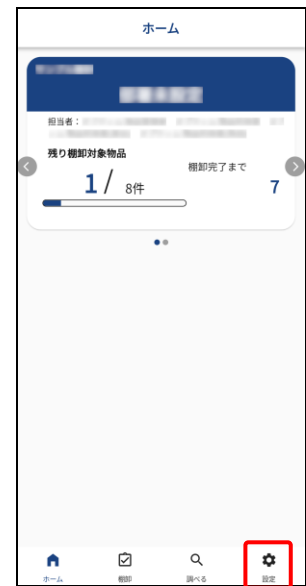 ホーム
担当者：
残り棚卸対象物品
棚卸完了まで
1 / 8件
7
ホーム 棚卸 調べる 設定